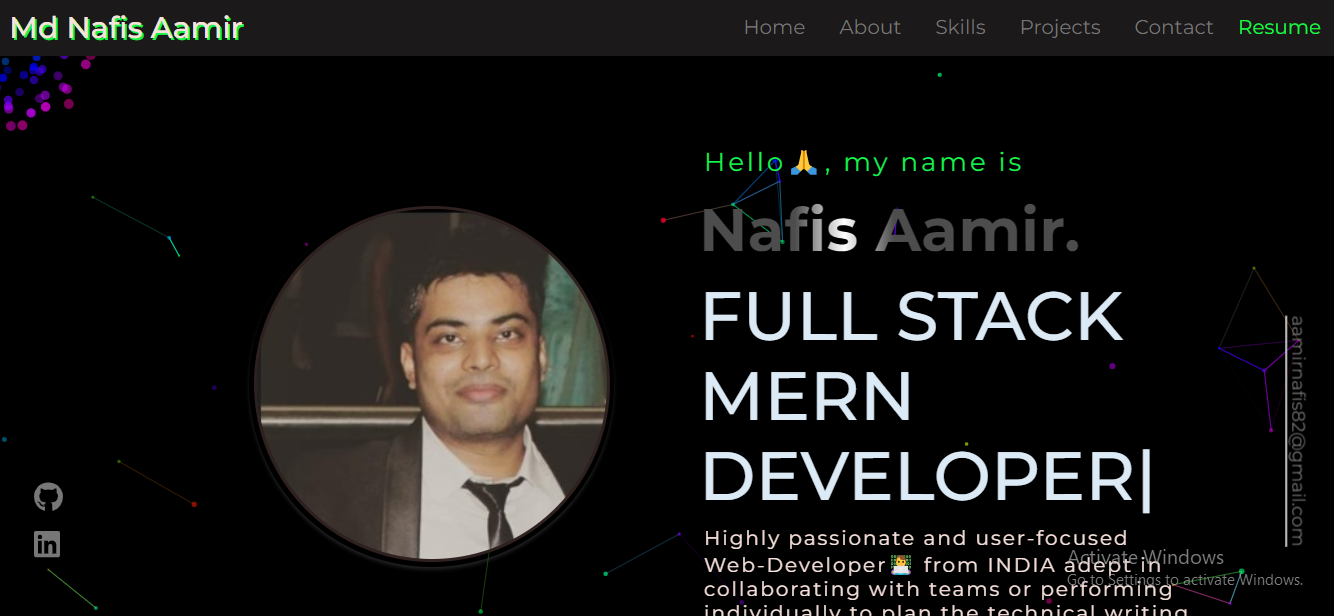 Md Nafis Aamir
Home About Skills Projects Contact Resume
Hello🙏, my name is
Nafis Aamir.
FULL STACK
MERN
DEVELOPER|
Highly passionate and user-focused
Web-Developer👨‍💻 from INDIA adept in
collaborating with teams or performing
individually to plan the technical writing
aamirnafis82@gmail.com
Activate Windows
Go to Settings to activate Windows.